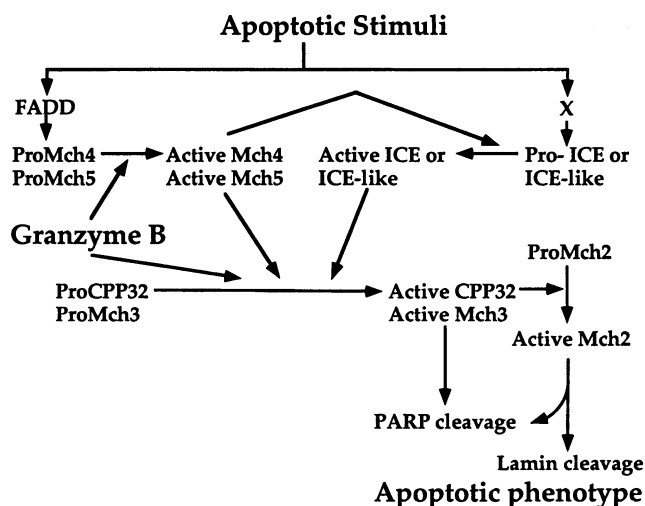 Apoptotic Stimuli
FADD
X
ProMch4
ProMch5
Active Mch4
Active Mch5
Active ICE or
ICE-like
Pro- ICE or
ICE-like
Granzyme B
ProMch2
ProCPP32
ProMch3
Active CPP32
Active Mch3
Active Mch2
PARP cleavage
Lamin cleavage
Apoptotic phenotype